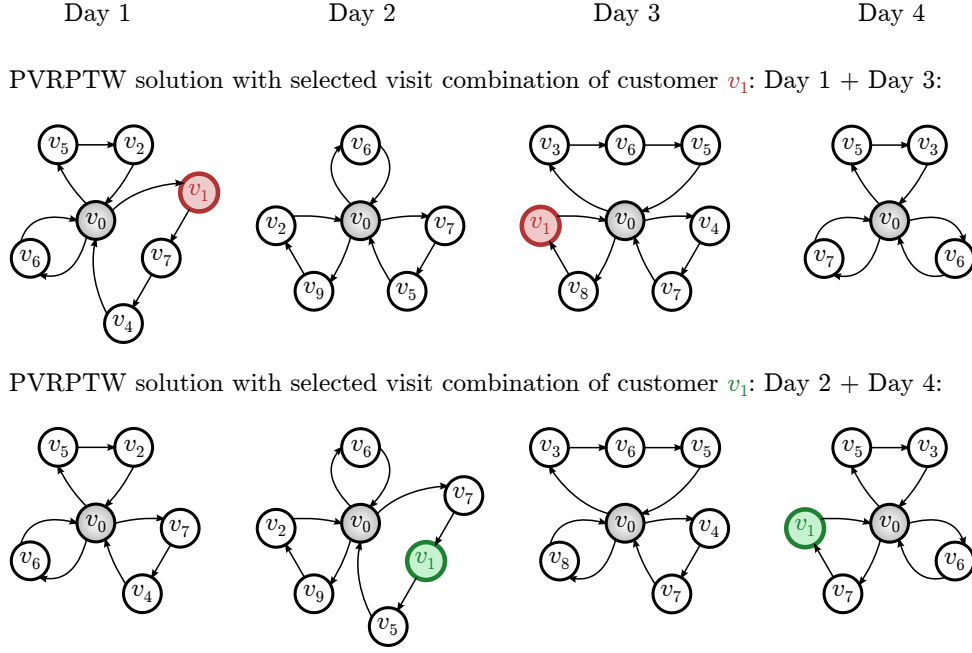 Day 1 Day 2 Day 3 Day 4
PVRPTW solution with selected visit combination of customer v₁: Day 1 + Day 3:
v₅ v₂ v₆ v₃ v₆ v₅ v₅ v₃
v₁
v₀ v₀ v₀ v₀
v₂ v₇ v₁ v₄
v₆ v₇ v₇ v₆
v₉ v₅ v₈ v₇
v₄
PVRPTW solution with selected visit combination of customer v₁: Day 2 + Day 4:
v₅ v₂ v₆ v₃ v₆ v₅ v₅ v₃
v₇
v₀ v₇ v₂ v₀ v₀ v₄ v₁ v₀
v₆ v₁ v₈ v₆
v₄ v₉ v₇ v₇
v₅